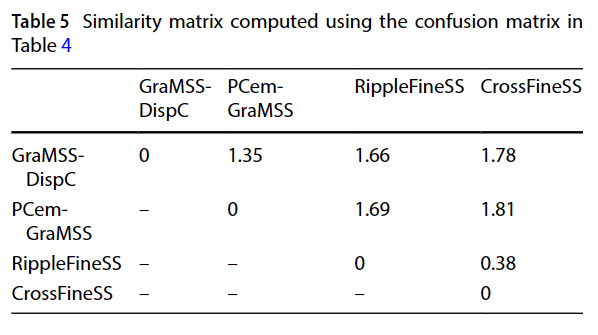 Table 5 Similarity matrix computed using the confusion matrix in
Table 4
GraMSS- PCem- RippleFineSS CrossFineSS
DispC GraMSS
GraMSS- 0 1.35 1.66 1.78
DispC
PCem- – 0 1.69 1.81
GraMSS
RippleFineSS – – 0 0.38
CrossFineSS – – – 0